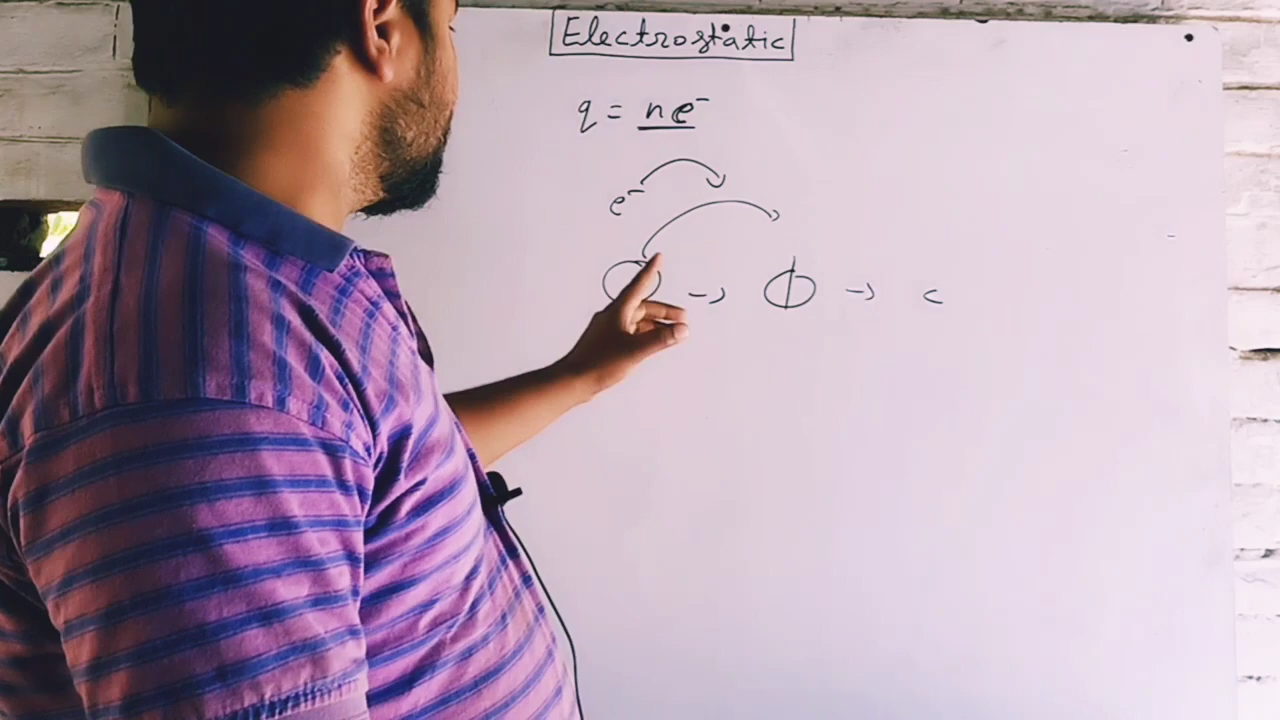 Electrostatic
q = ne⁻
e⁻